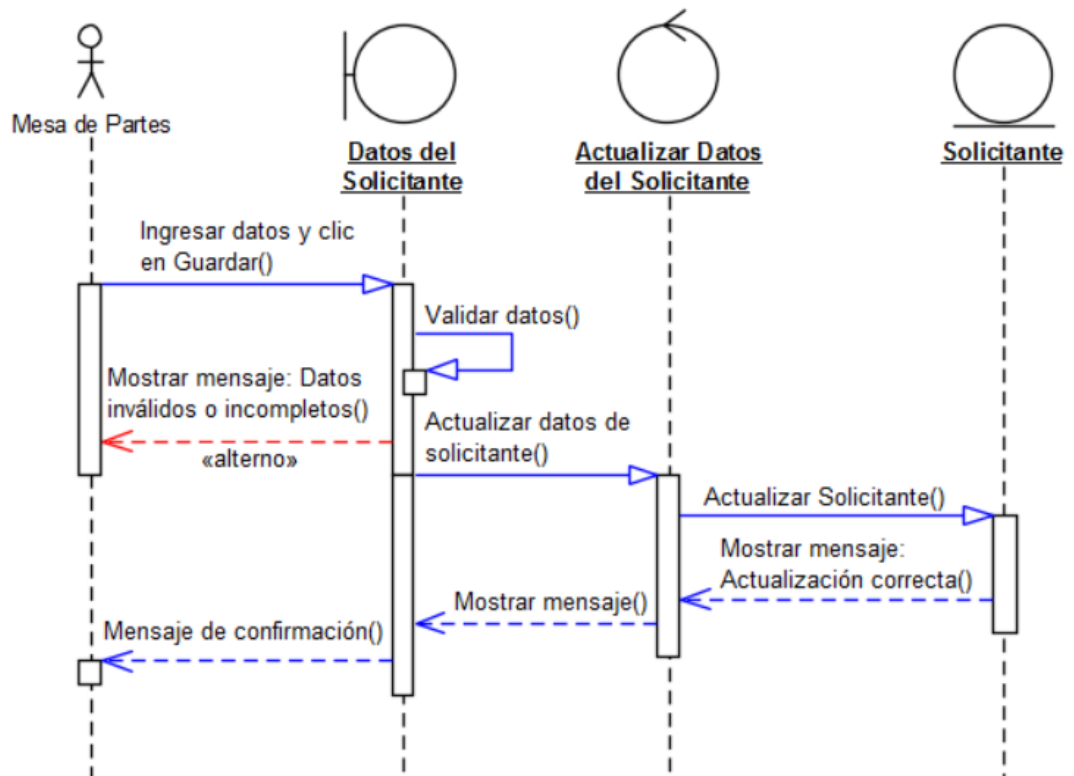 Mesa de Partes
Datos del
Solicitante
Actualizar Datos
del Solicitante
Solicitante
Ingresar datos y clic
en Guardar()
Validar datos()
Mostrar mensaje: Datos
inválidos o incompletos()
«alterno»
Actualizar datos de
solicitante()
Actualizar Solicitante()
Mostrar mensaje:
Actualización correcta()
Mostrar mensaje()
Mensaje de confirmación()